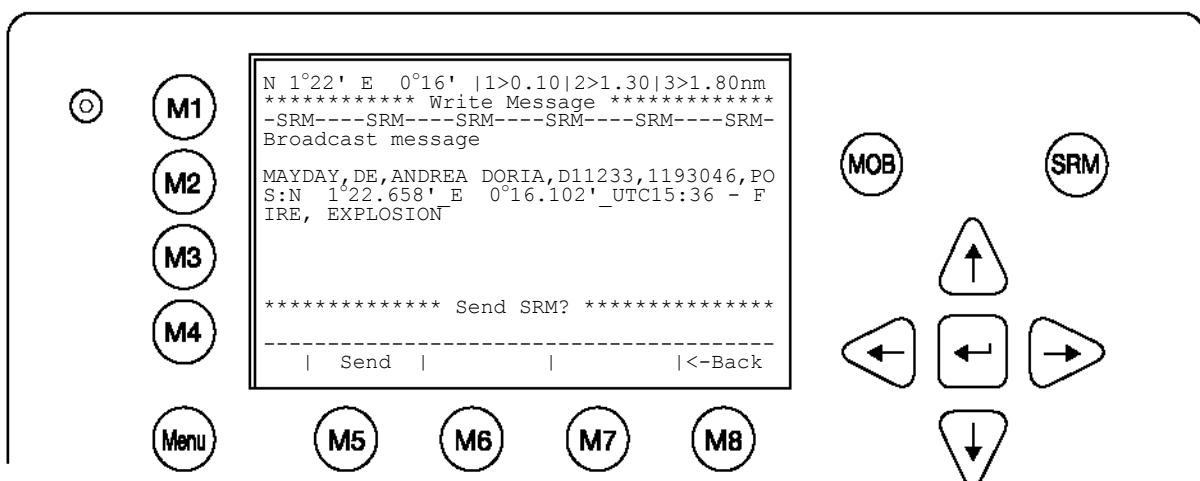 N 1°22' E  0°16' |1>0.10|2>1.30|3>1.80nm
************ Write Message *************
-SRM----SRM----SRM----SRM----SRM----SRM-
Broadcast message
MAYDAY,DE,ANDREA DORIA,D11233,1193046,PO
S:N  1°22.658'_E  0°16.102'_UTC15:36 - F
IRE, EXPLOSION
************** Send SRM? ***************
----------------------------------------
| Send | | |<-Back
M1
M2
M3
M4
Menu
M5 M6 M7 M8
MOB SRM